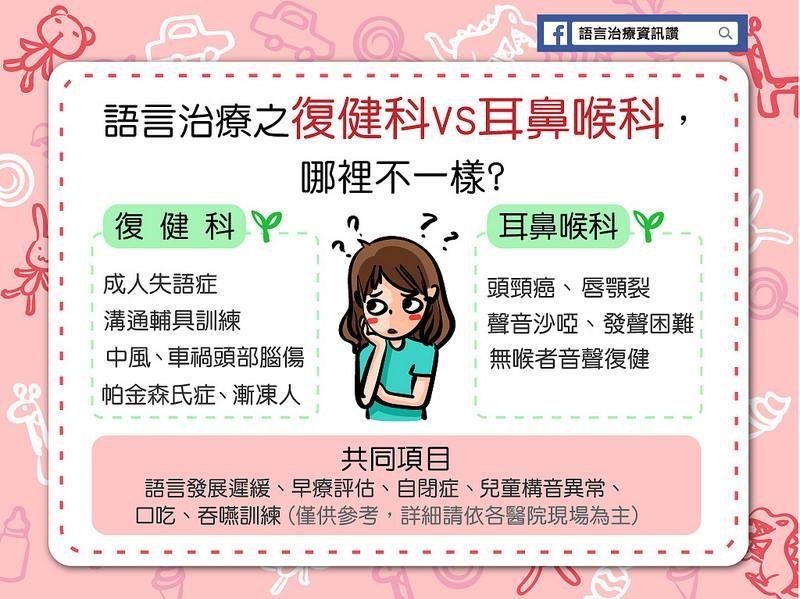 語言治療資訊讚
語言治療之復健科vs耳鼻喉科，
哪裡不一樣?
復健科
成人失語症
溝通輔具訓練
中風、車禍頭部腦傷
帕金森氏症、漸凍人
耳鼻喉科
頭頸癌、唇顎裂
聲音沙啞、發聲困難
無喉者音聲復健
共同項目
語言發展遲緩、早療評估、自閉症、兒童構音異常、
口吃、吞嚥訓練(僅供參考，詳細請依各醫院現場為主)